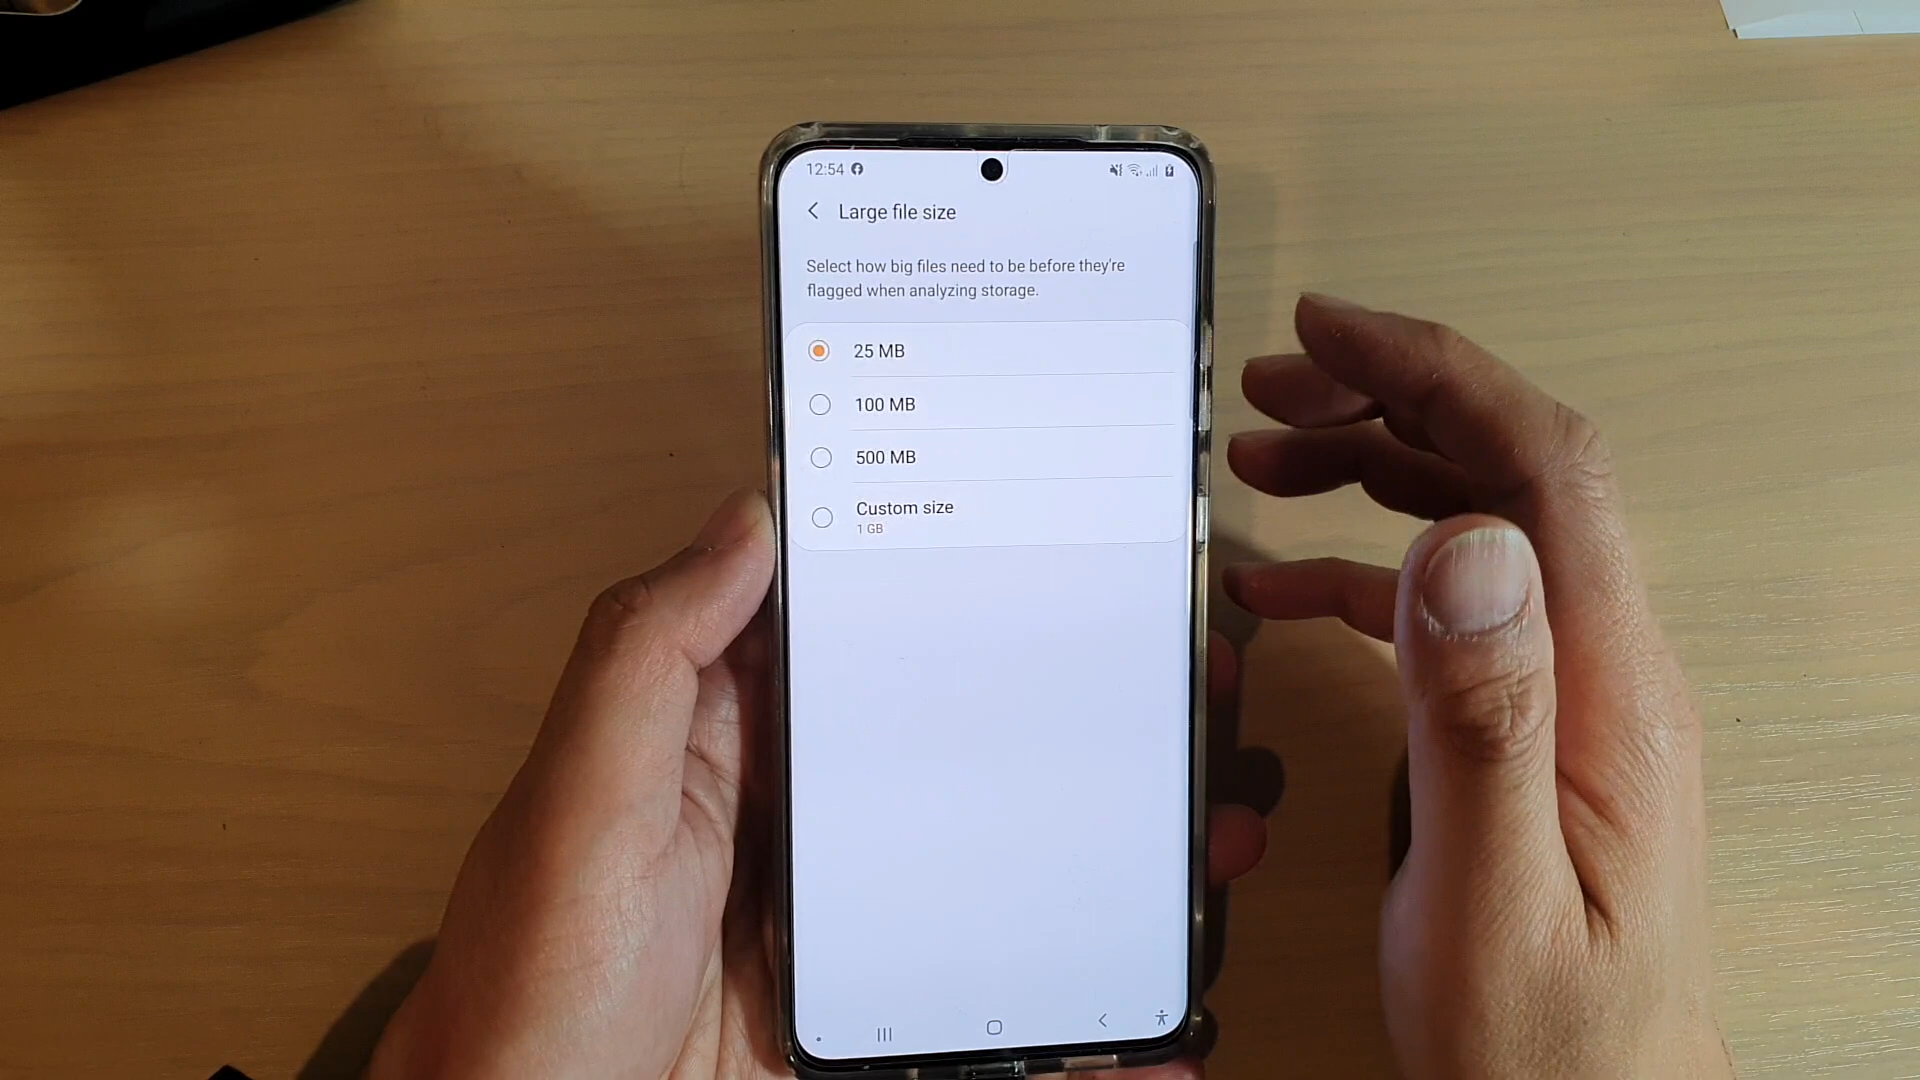 12:54
Large file size
Select how big files need to be before they're
flagged when analyzing storage.
25 MB
100 MB
500 MB
Custom size
1 GB